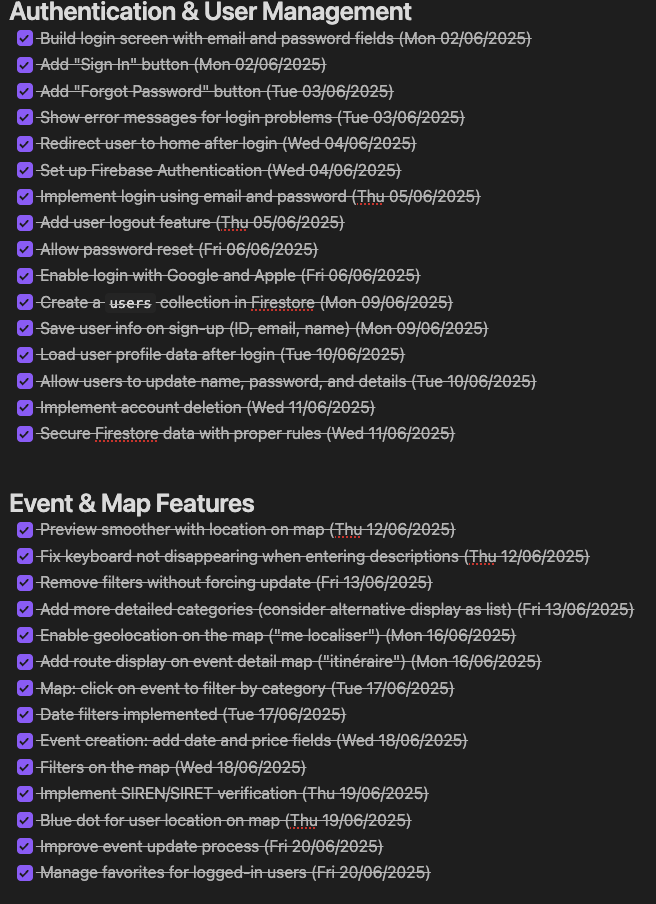 Authentication & User Management
Build login screen with email and password fields (Mon 02/06/2025)
Add "Sign In" button (Mon 02/06/2025)
Add "Forgot Password" button (Tue 03/06/2025)
Show error messages for login problems (Tue 03/06/2025)
Redirect user to home after login (Wed 04/06/2025)
Set up Firebase Authentication (Wed 04/06/2025)
Implement login using email and password (Thu 05/06/2025)
Add user logout feature (Thu 05/06/2025)
Allow password reset (Fri 06/06/2025)
Enable login with Google and Apple (Fri 06/06/2025)
Create a users collection in Firestore (Mon 09/06/2025)
Save user info on sign-up (ID, email, name) (Mon 09/06/2025)
Load user profile data after login (Tue 10/06/2025)
Allow users to update name, password, and details (Tue 10/06/2025)
Implement account deletion (Wed 11/06/2025)
Secure Firestore data with proper rules (Wed 11/06/2025)
Event & Map Features
Preview smoother with location on map (Thu 12/06/2025)
Fix keyboard not disappearing when entering descriptions (Thu 12/06/2025)
Remove filters without forcing update (Fri 13/06/2025)
Add more detailed categories (consider alternative display as list) (Fri 13/06/2025)
Enable geolocation on the map ("me localiser") (Mon 16/06/2025)
Add route display on event detail map ("itinéraire") (Mon 16/06/2025)
Map: click on event to filter by category (Tue 17/06/2025)
Date filters implemented (Tue 17/06/2025)
Event creation: add date and price fields (Wed 18/06/2025)
Filters on the map (Wed 18/06/2025)
Implement SIREN/SIRET verification (Thu 19/06/2025)
Blue dot for user location on map (Thu 19/06/2025)
Improve event update process (Fri 20/06/2025)
Manage favorites for logged-in users (Fri 20/06/2025)